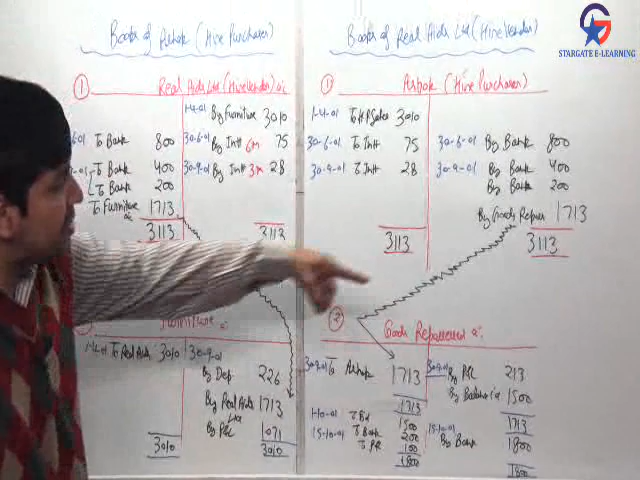 STARGATE E-LEARNING
Books of Ashok (Hire Purchaser)
① Real Aids Ltd (Hire Vendor) a/c
1-4-01 By Furniture 3010
To Bank 800 30-6-01 By Intt 6m 75
To Bank 400 30-9-01 By Intt 3m 28
To Bank 200
To Furniture a/c 1713
3113 3113
Furniture a/c
To Real Aids 3010 30-9-01
By Dep 226
By Real Aids Ltd 1713
By P&L 1071
3010 3010
Books of Real Aids Ltd (Hire Vendor)
① Ashok (Hire Purchaser)
1-4-01 To H.P. Sales 3010
30-6-01 To Intt 75 30-6-01 By Bank 800
30-9-01 To Intt 28 30-9-01 By Bank 400
By Bank 200
By Goods Reposs 1713
3113 3113
② Goods Repossessed a/c
30-9-01 To Ashok 1713 30-9-01 By P&L 213
By Balance c/d 1500
1713 1713
1-10-01 To Bd 1500
15-10-01 To Bank 200 15-10-01 By Bank 1800
To P&L 100
1800 1800